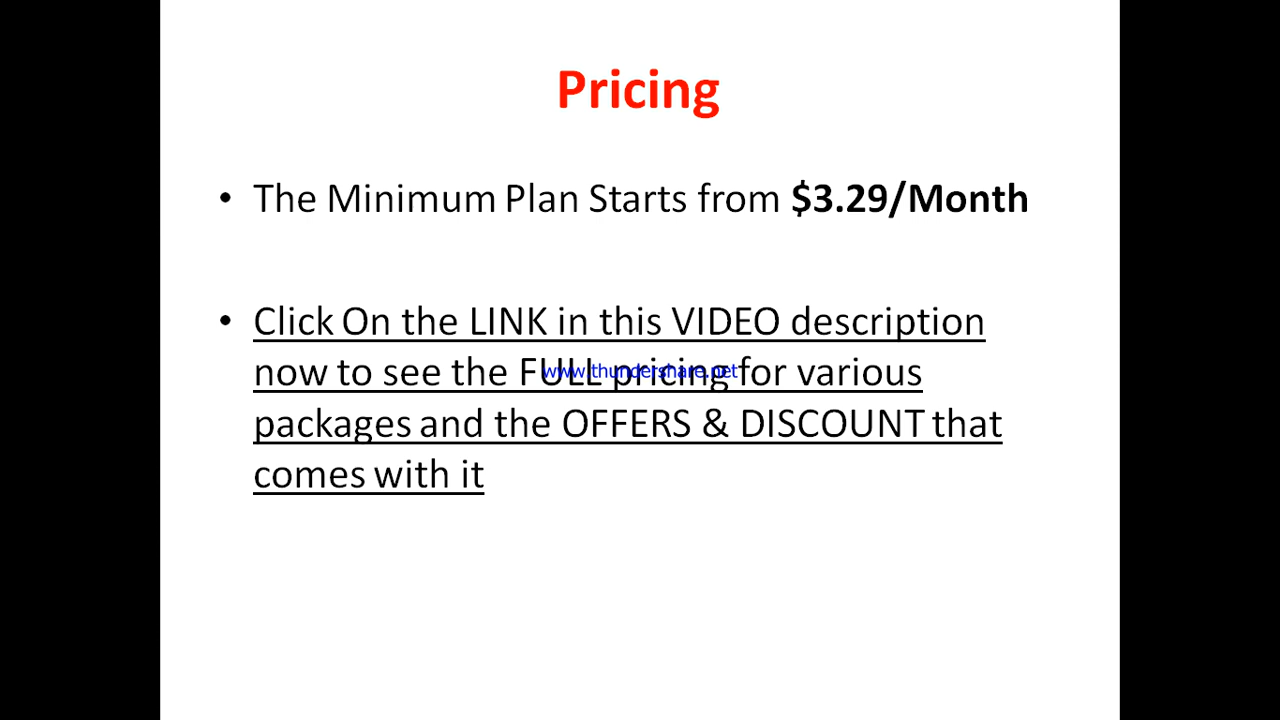 Pricing
• The Minimum Plan Starts from $3.29/Month
• Click On the LINK in this VIDEO description
now to see the FULL pricing for various
www.thundershare.net
packages and the OFFERS & DISCOUNT that
comes with it